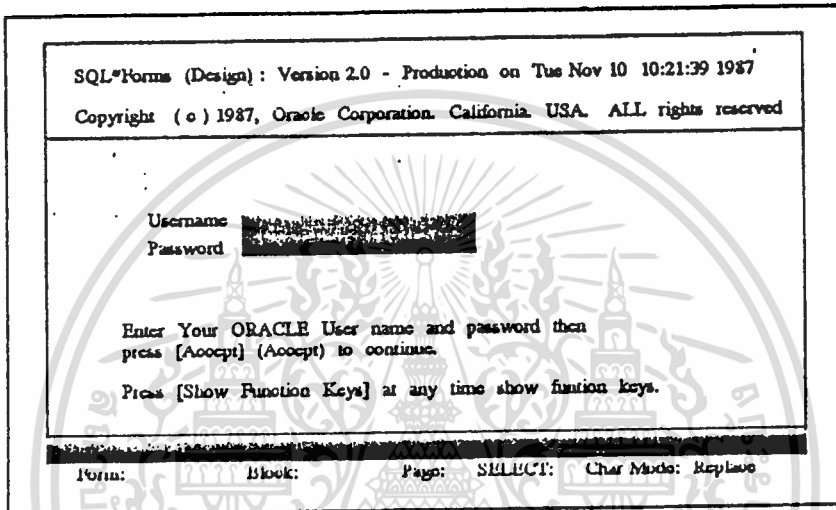 SQL*Forms (Design) : Version 2.0 - Production on Tue Nov 10 10:21:39 1987
Copyright (c) 1987, Oracle Corporation. California. USA. ALL rights reserved
Username
Password
Enter Your ORACLE User name and password then
press [Accept] (Accept) to continue.
Press [Show Function Keys] at any time show funtion keys.
Form: Block: Page: SELECT: Char Mode: Replace